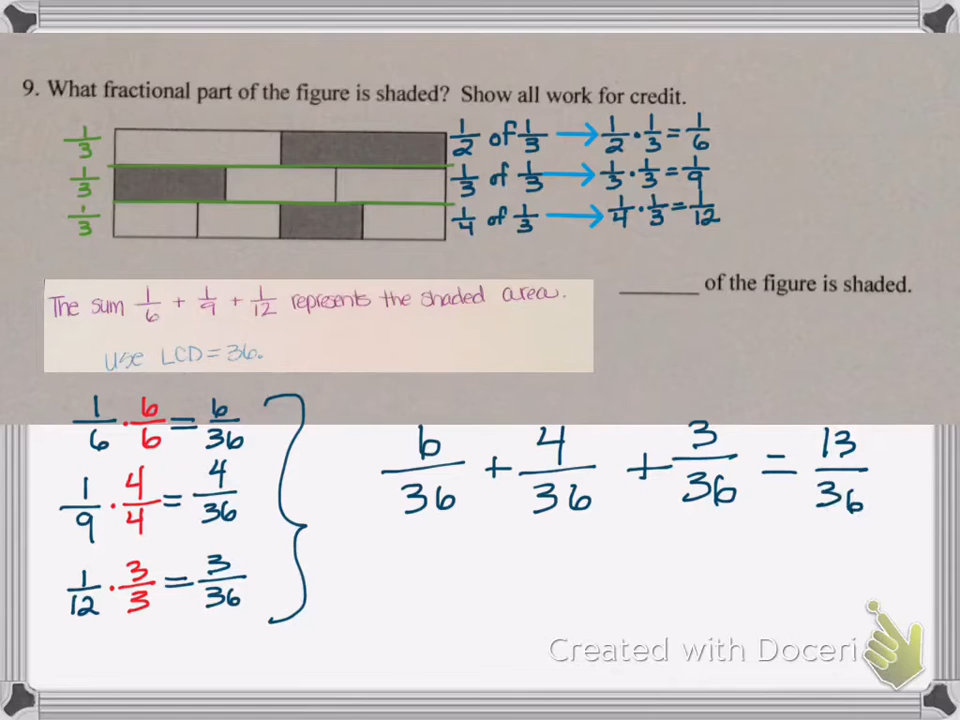 9. What fractional part of the figure is shaded? Show all work for credit.
1/3 1/2 of 1/3 → 1/2 · 1/3 = 1/6
1/3 1/3 of 1/3 → 1/3 · 1/3 = 1/9
1/3 1/4 of 1/3 → 1/4 · 1/3 = 1/12
______ of the figure is shaded.
The sum 1/6 + 1/9 + 1/12 represents the shaded area.
Use LCD = 36.
1/6 · 6/6 = 6/36
1/9 · 4/4 = 4/36
1/12 · 3/3 = 3/36
6/36 + 4/36 + 3/36 = 13/36
Created with Doceri